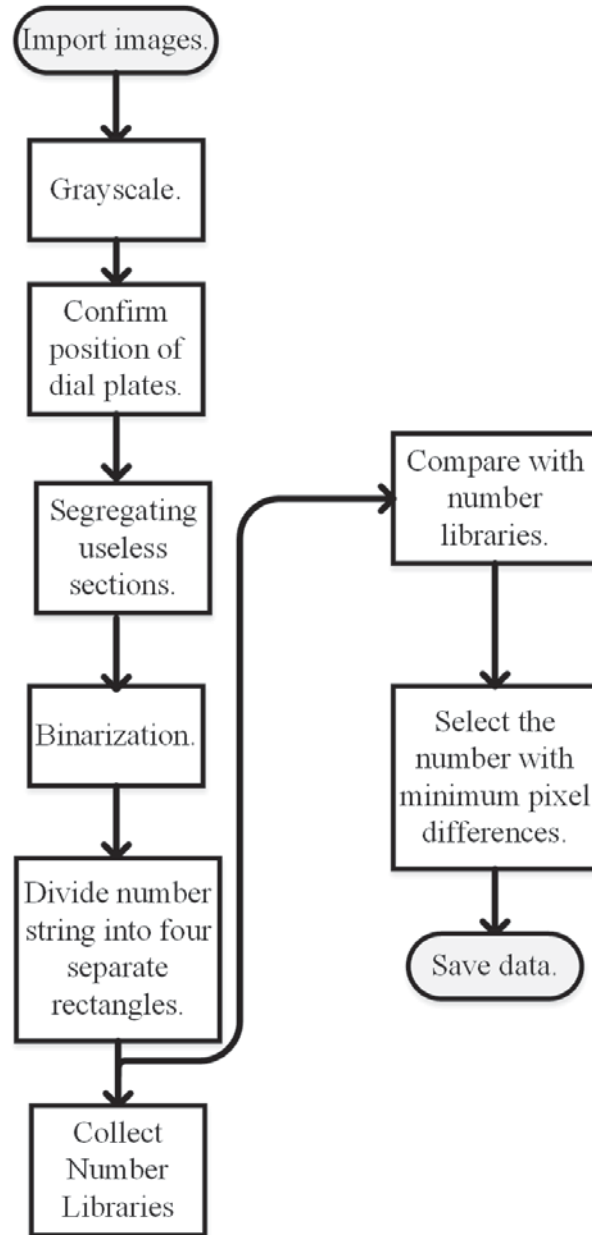 Import images.
Grayscale.
Confirm
position of
dial plates.
Segregating
useless
sections.
Binarization.
Divide number
string into four
separate
rectangles.
Collect
Number
Libraries
Compare with
number
libraries.
Select the
number with
minimum pixel
differences.
Save data.